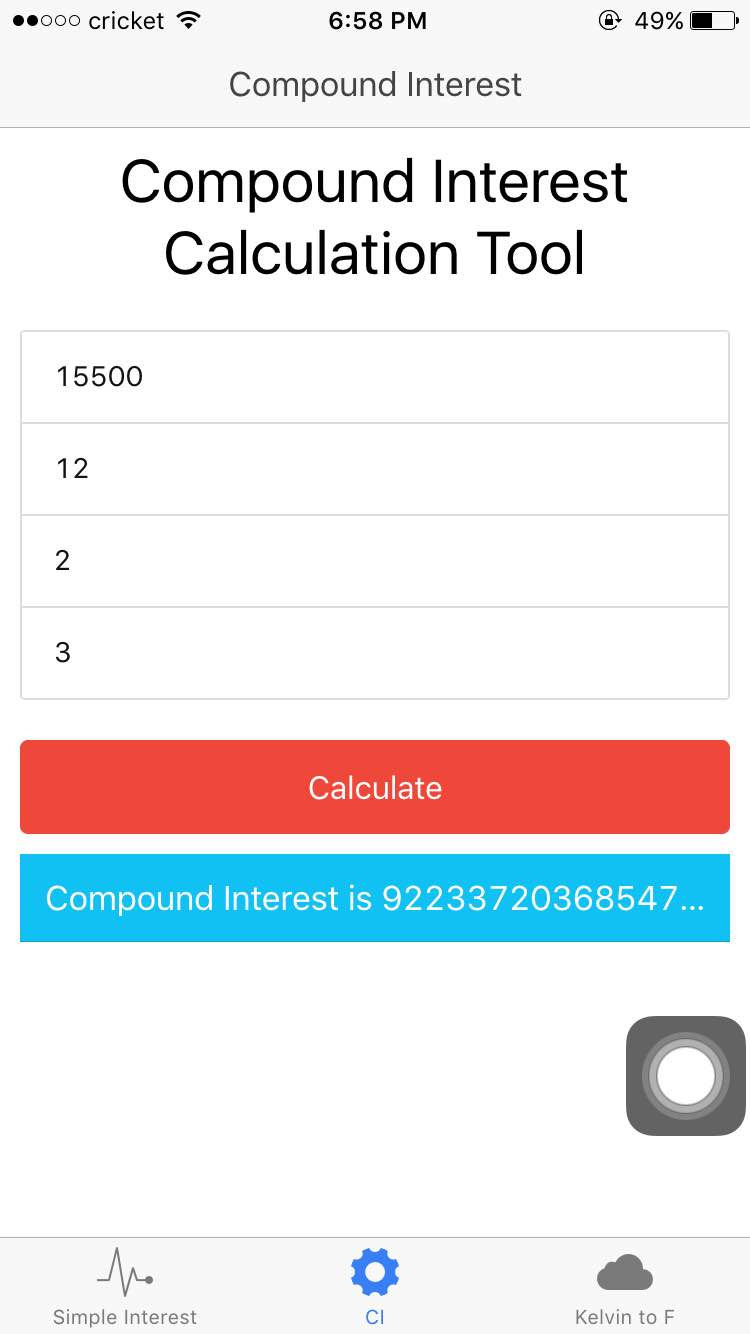 cricket 6:58 PM 49%
Compound Interest
Compound Interest
Calculation Tool
15500
12
2
3
Calculate
Compound Interest is 92233720368547...
Simple Interest CI Kelvin to F